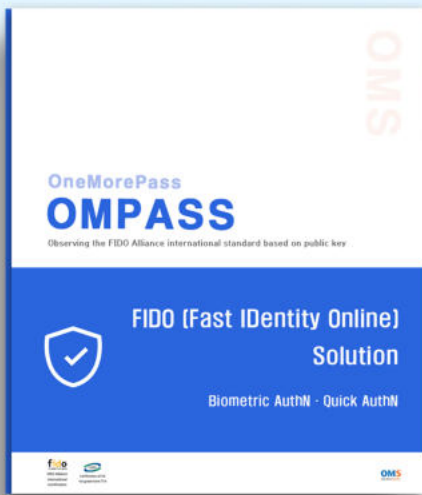 OMS
OneMorePass
OMPASS
Observing the FIDO Alliance international standard based on public key
FIDO (Fast IDentity Online)
Solution
Biometric AuthN · Quick AuthN
fido
OMS